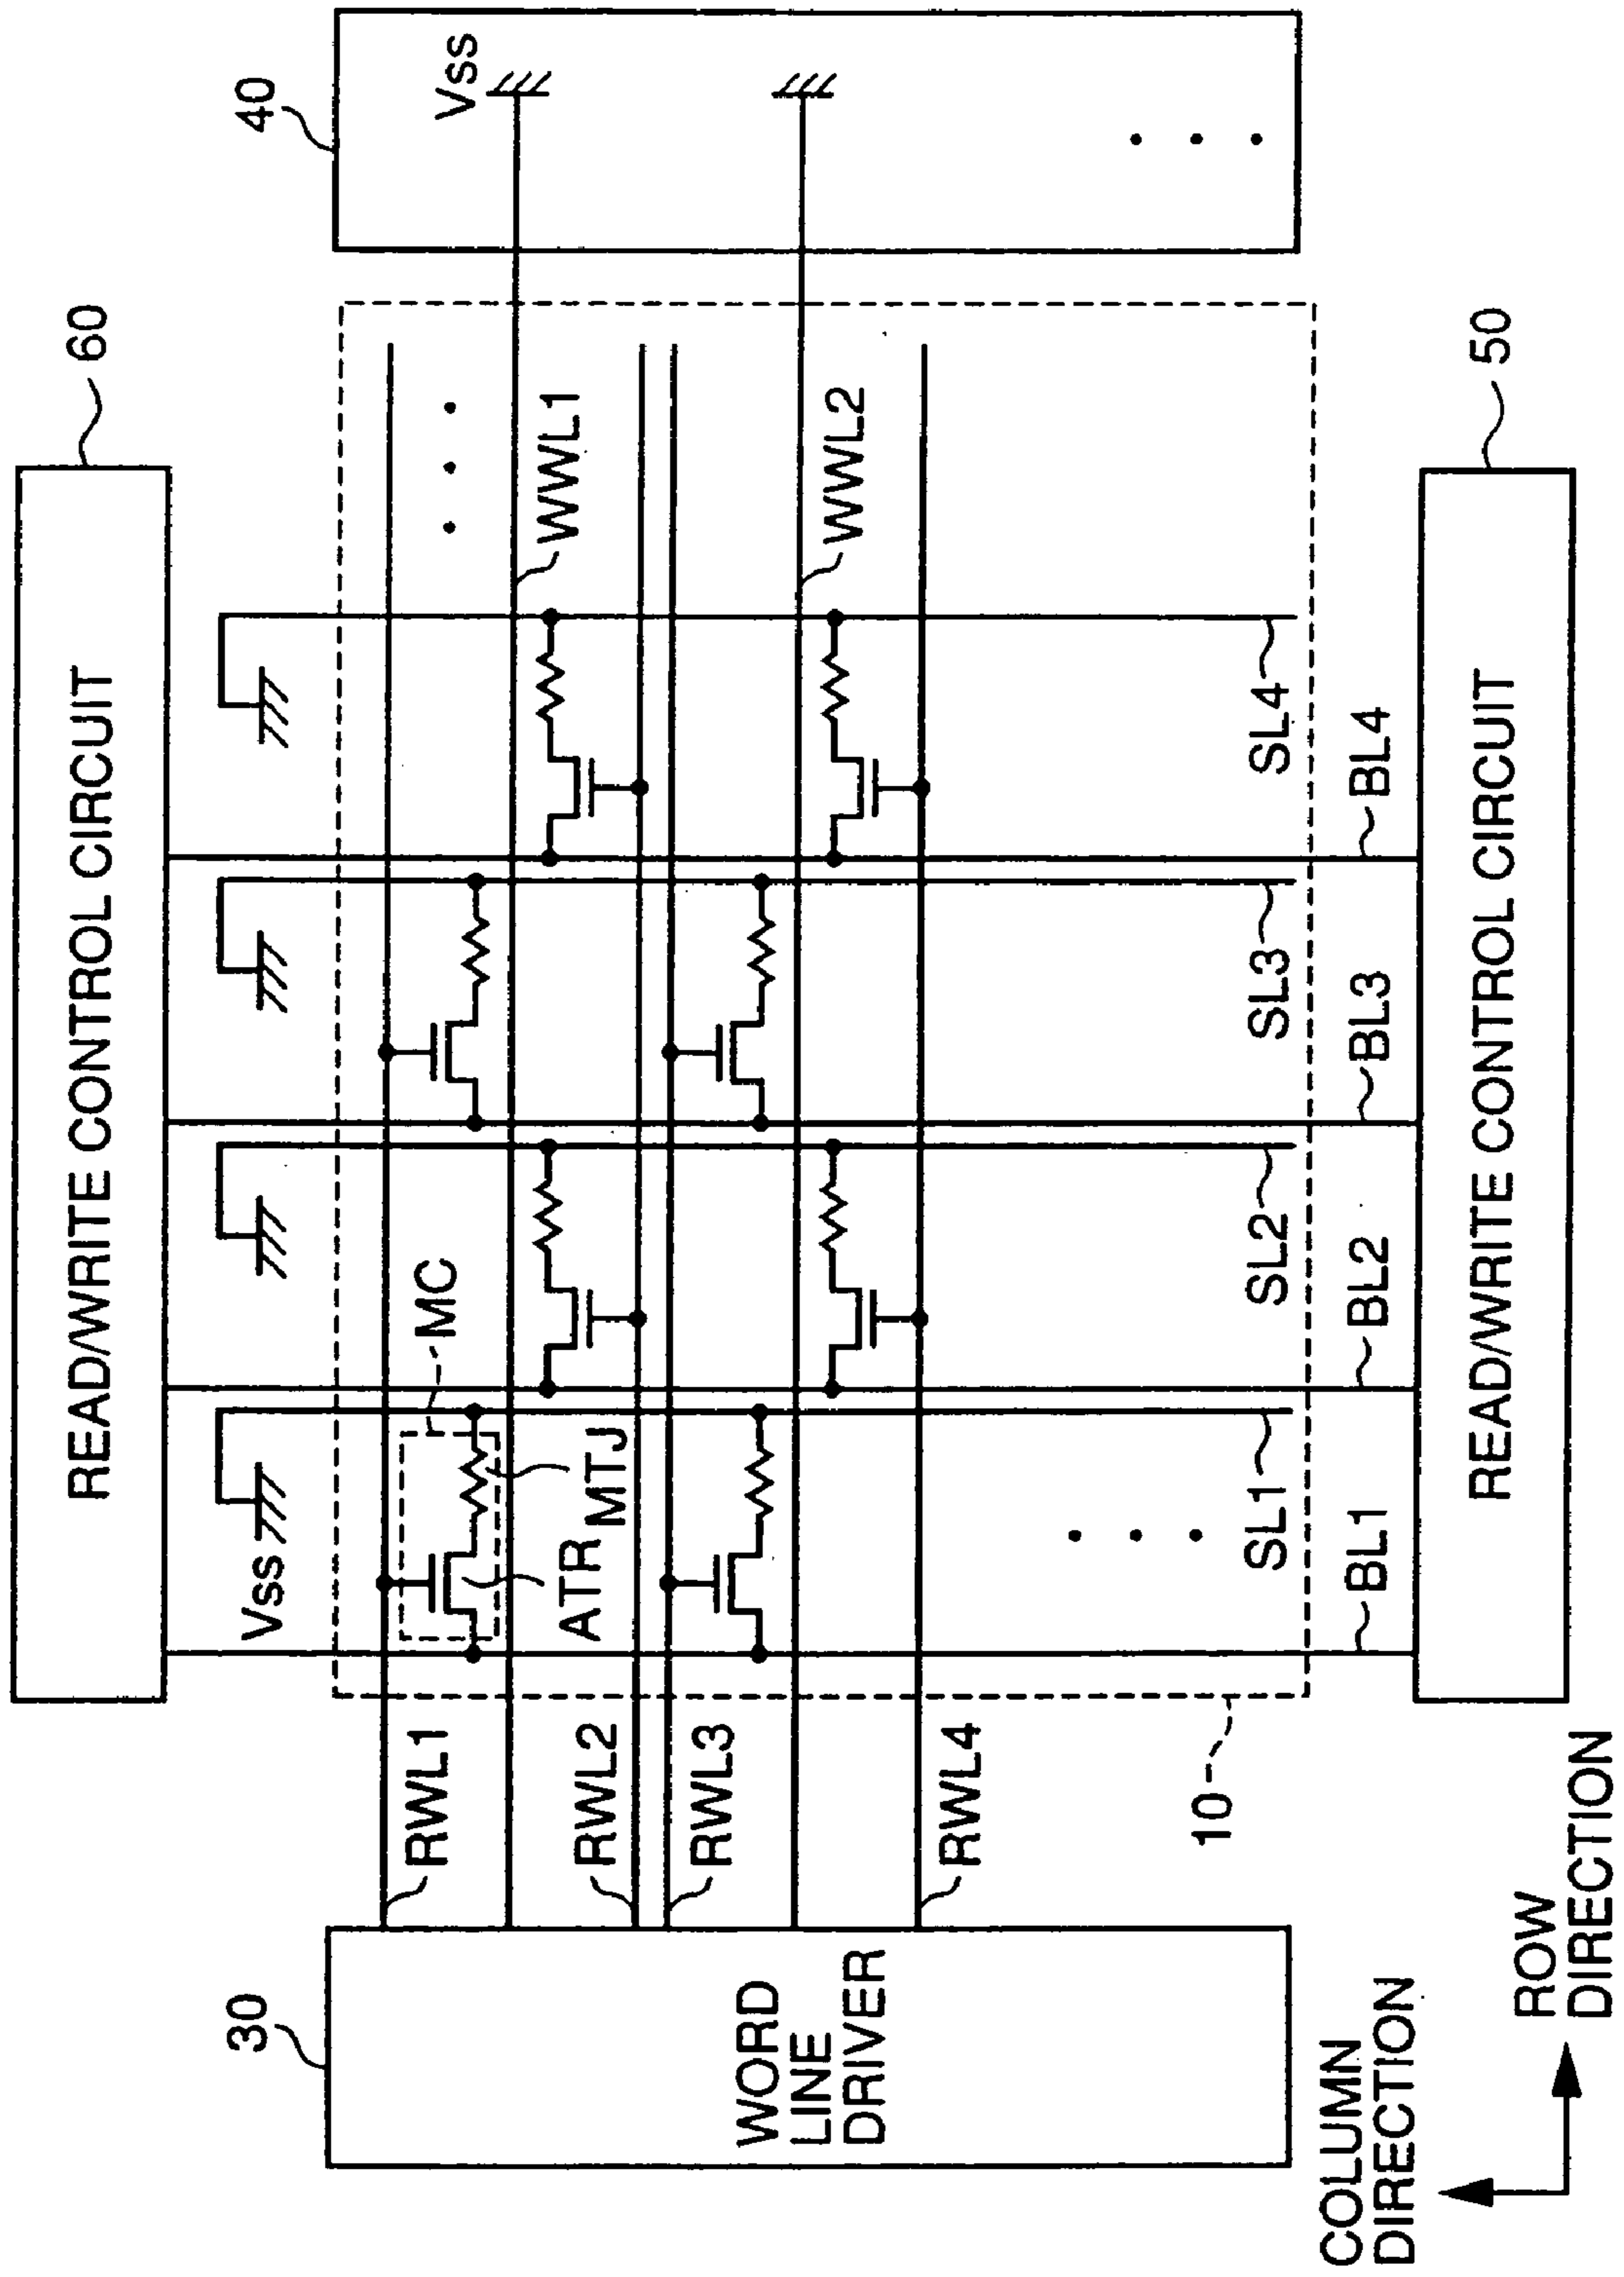 READ/WRITE CONTROL CIRCUIT
60
Vss
40
Vss
MC
ATR
MTJ
WWL1
WWL2
RWL1
RWL2
RWL3
RWL4
30
WORD
LINE
DRIVER
10
SL1
SL2
SL3
SL4
BL1
BL2
BL3
BL4
50
READ/WRITE CONTROL CIRCUIT
COLUMN
DIRECTION
ROW
DIRECTION